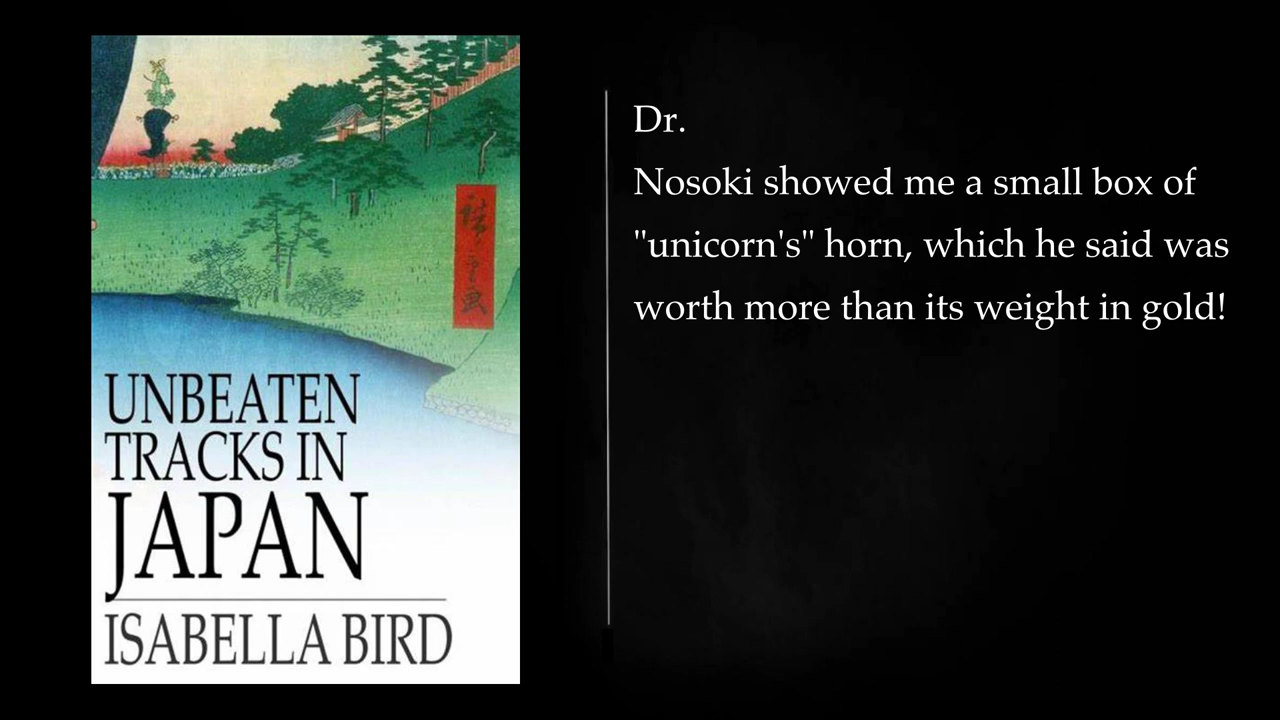 UNBEATEN
TRACKS IN
JAPAN
ISABELLA BIRD
Dr.
Nosoki showed me a small box of
"unicorn's" horn, which he said was
worth more than its weight in gold!